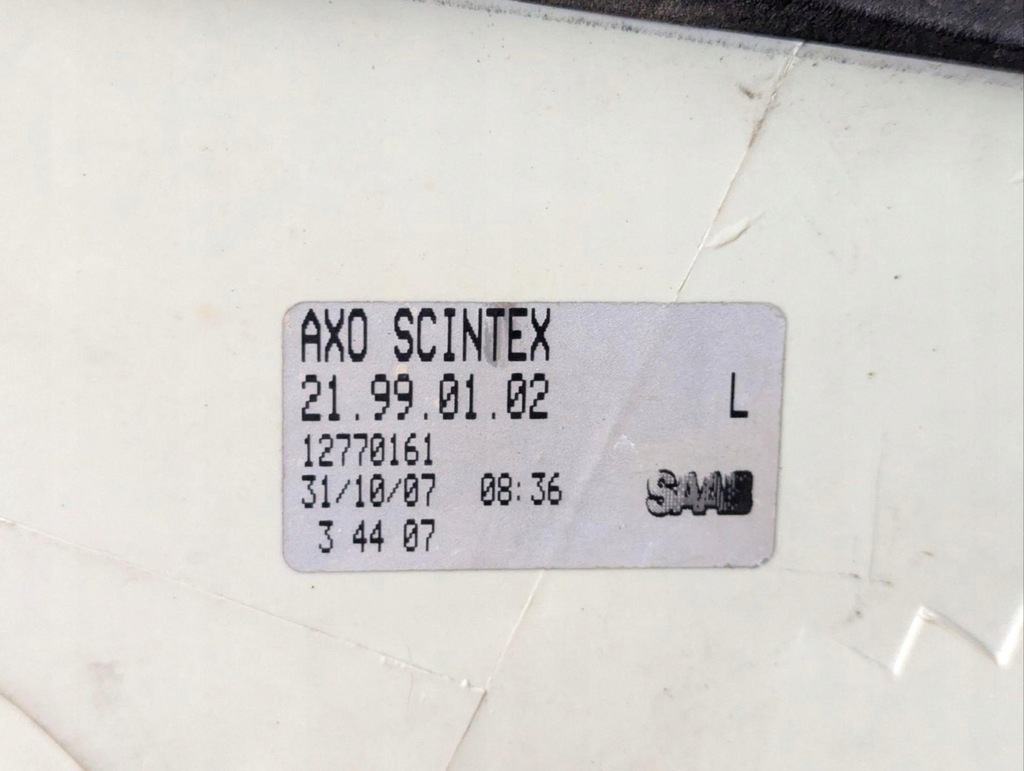 AXO SCINTEX
21.99.01.02 L
12770161
31/10/07 08:36 SAAB
3 44 07